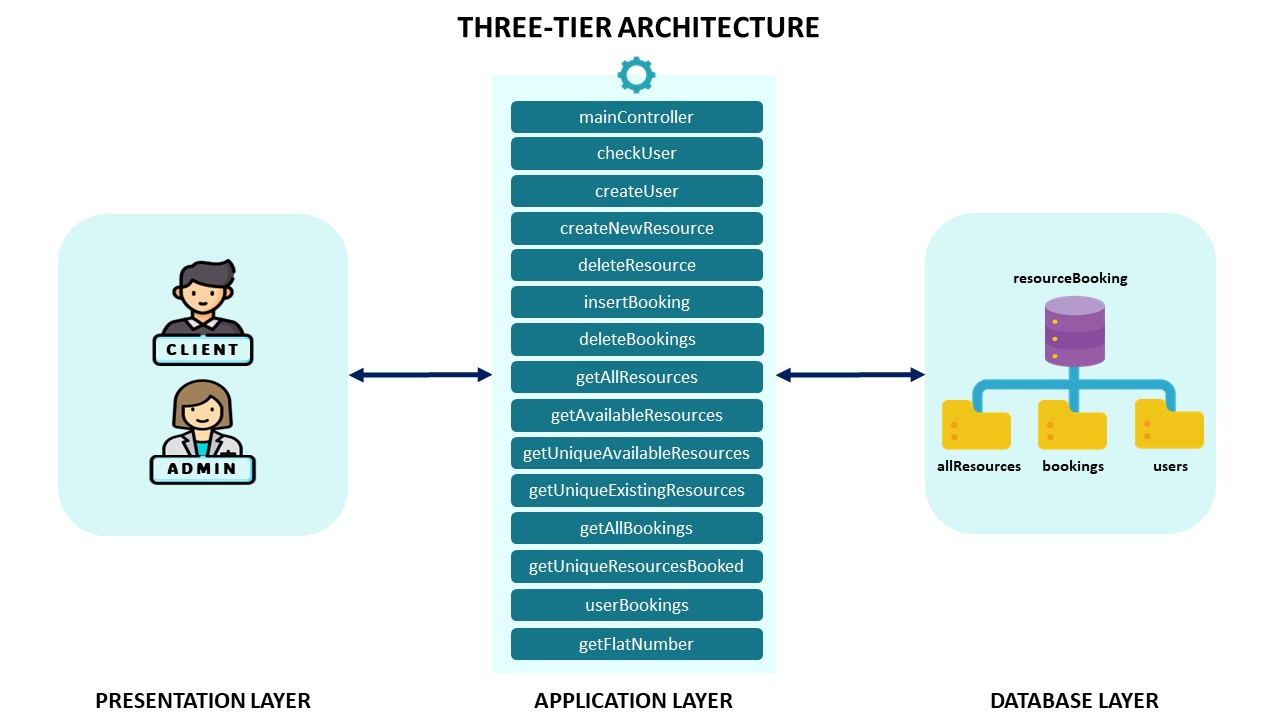 THREE-TIER ARCHITECTURE
CLIENT
ADMIN
PRESENTATION LAYER
mainController
checkUser
createUser
createNewResource
deleteResource
insertBooking
deleteBookings
getAllResources
getAvailableResources
getUniqueAvailableResources
getUniqueExistingResources
getAllBookings
getUniqueResourcesBooked
userBookings
getFlatNumber
APPLICATION LAYER
resourceBooking
allResources
bookings
users
DATABASE LAYER